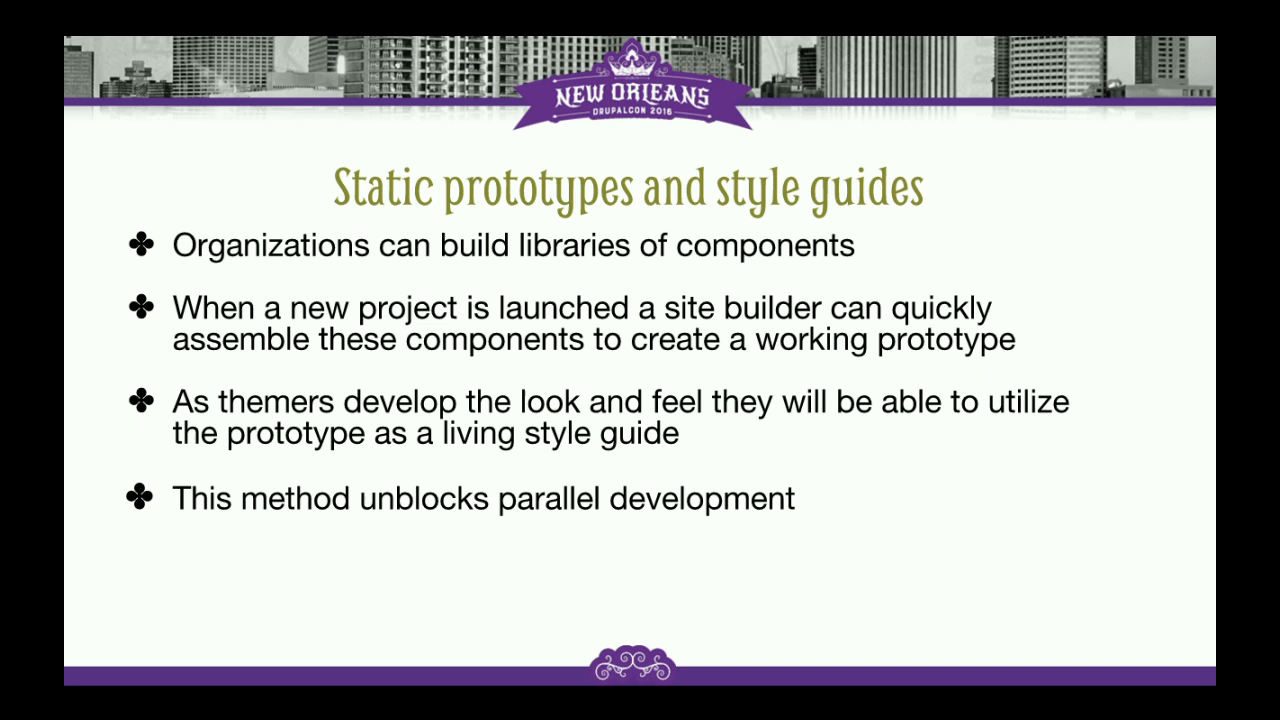 NEW ORLEANS
DRUPALCON 2016
Static prototypes and style guides
✤ Organizations can build libraries of components
✤ When a new project is launched a site builder can quickly
assemble these components to create a working prototype
✤ As themers develop the look and feel they will be able to utilize
the prototype as a living style guide
✤ This method unblocks parallel development